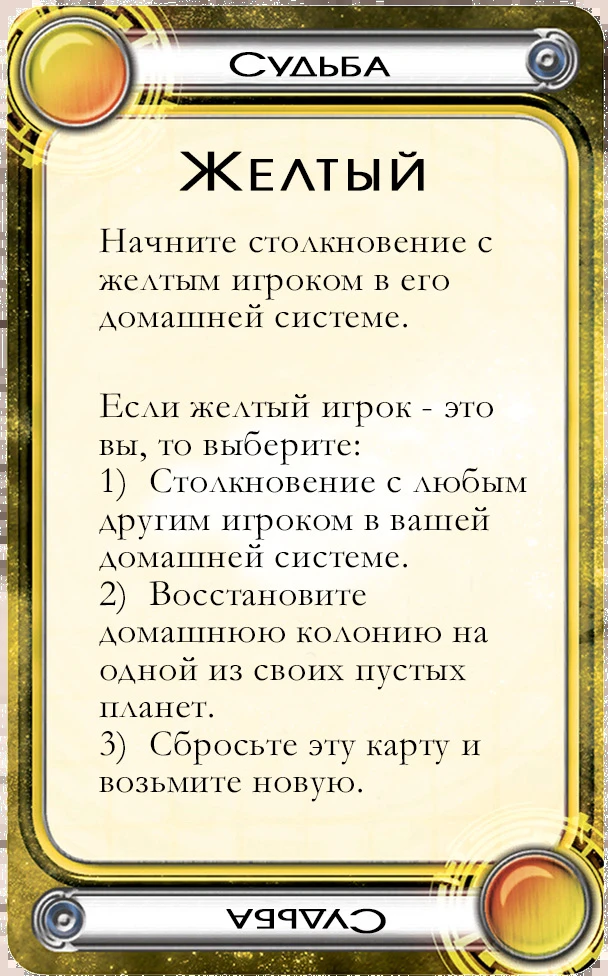 Судьба
Желтый
Начните столкновение с
желтым игроком в его
домашней системе.
Если желтый игрок - это
вы, то выберите:
1) Столкновение с любым
другим игроком в вашей
домашней системе.
2) Восстановите
домашнюю колонию на
одной из своих пустых
планет.
3) Сбросьте эту карту и
возьмите новую.
Судьба